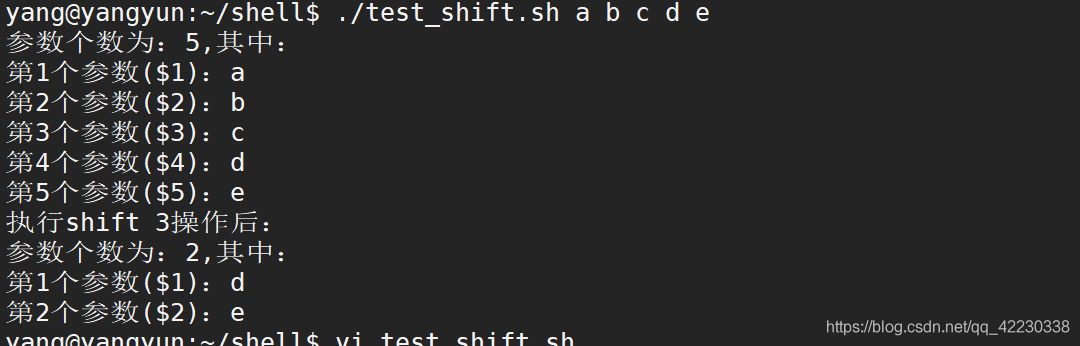 yang@yangyun:~/shell$ ./test_shift.sh a b c d e
参数个数为：5,其中：
第1个参数($1)：a
第2个参数($2)：b
第3个参数($3)：c
第4个参数($4)：d
第5个参数($5)：e
执行shift 3操作后：
参数个数为：2,其中：
第1个参数($1)：d
第2个参数($2)：e
https://blog.csdn.net/qq_42230338
yang@yangyun:~/shell$ vi test_shift.sh